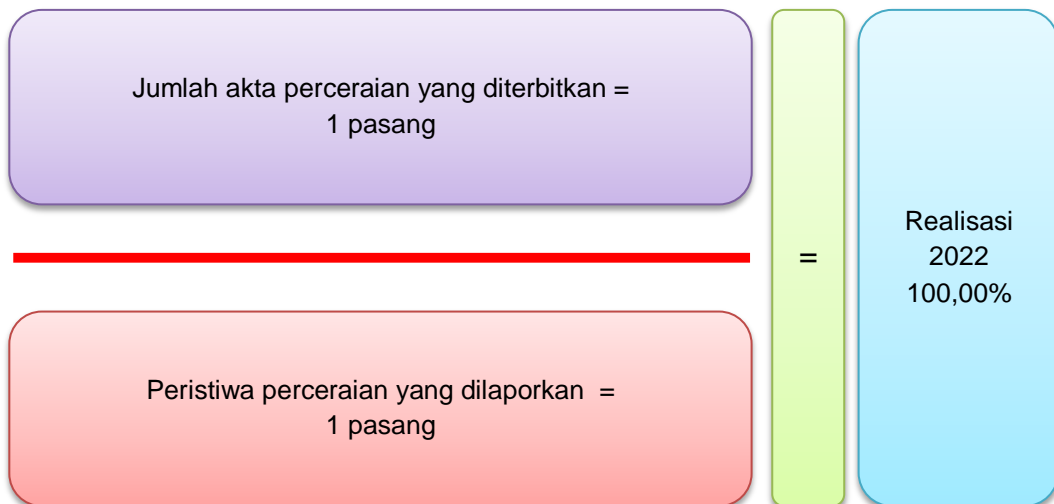 Jumlah akta perceraian yang diterbitkan =
1 pasang
Peristiwa perceraian yang dilaporkan =
1 pasang
=
Realisasi
2022
100,00%